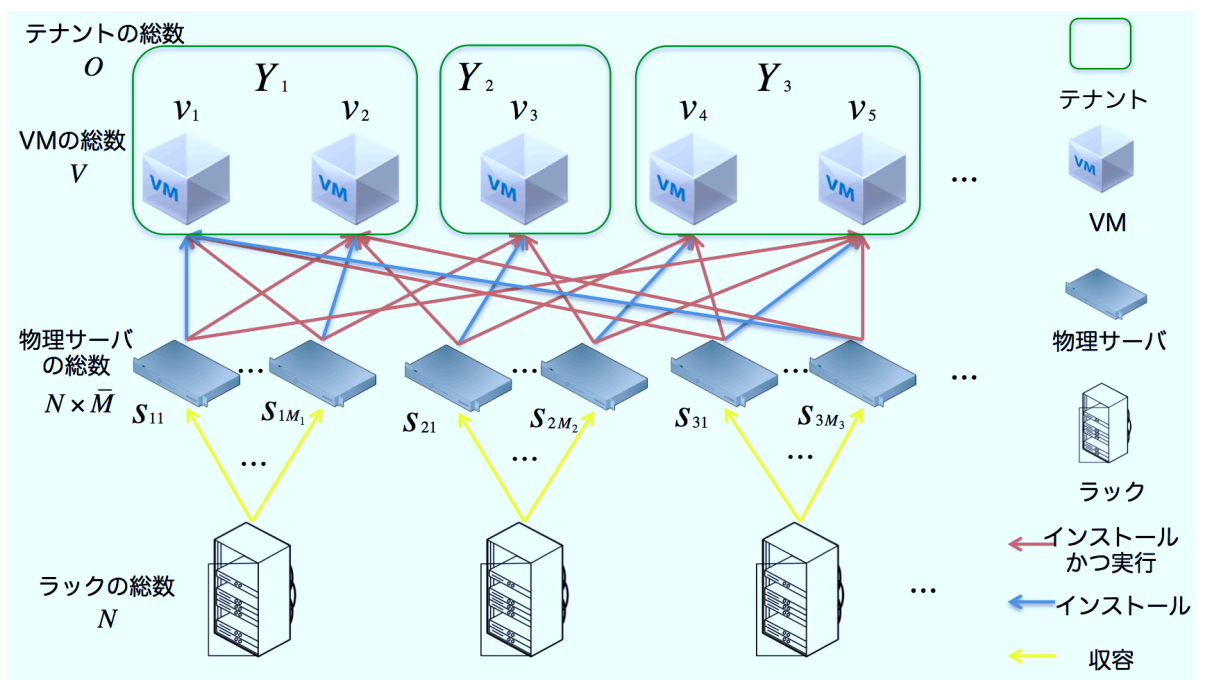 テナントの総数
O
Y1 Y2 Y3
v1 v2 v3 v4 v5
VMの総数
V
VM VM VM VM VM
...
物理サーバ
の総数
N × M̄
... ... ... ...
s11 s1M1 s21 s2M2 s31 s3M3
... ... ...
ラックの総数
N
...
テナント
VM
VM
物理サーバ
ラック
インストール
かつ実行
インストール
収容